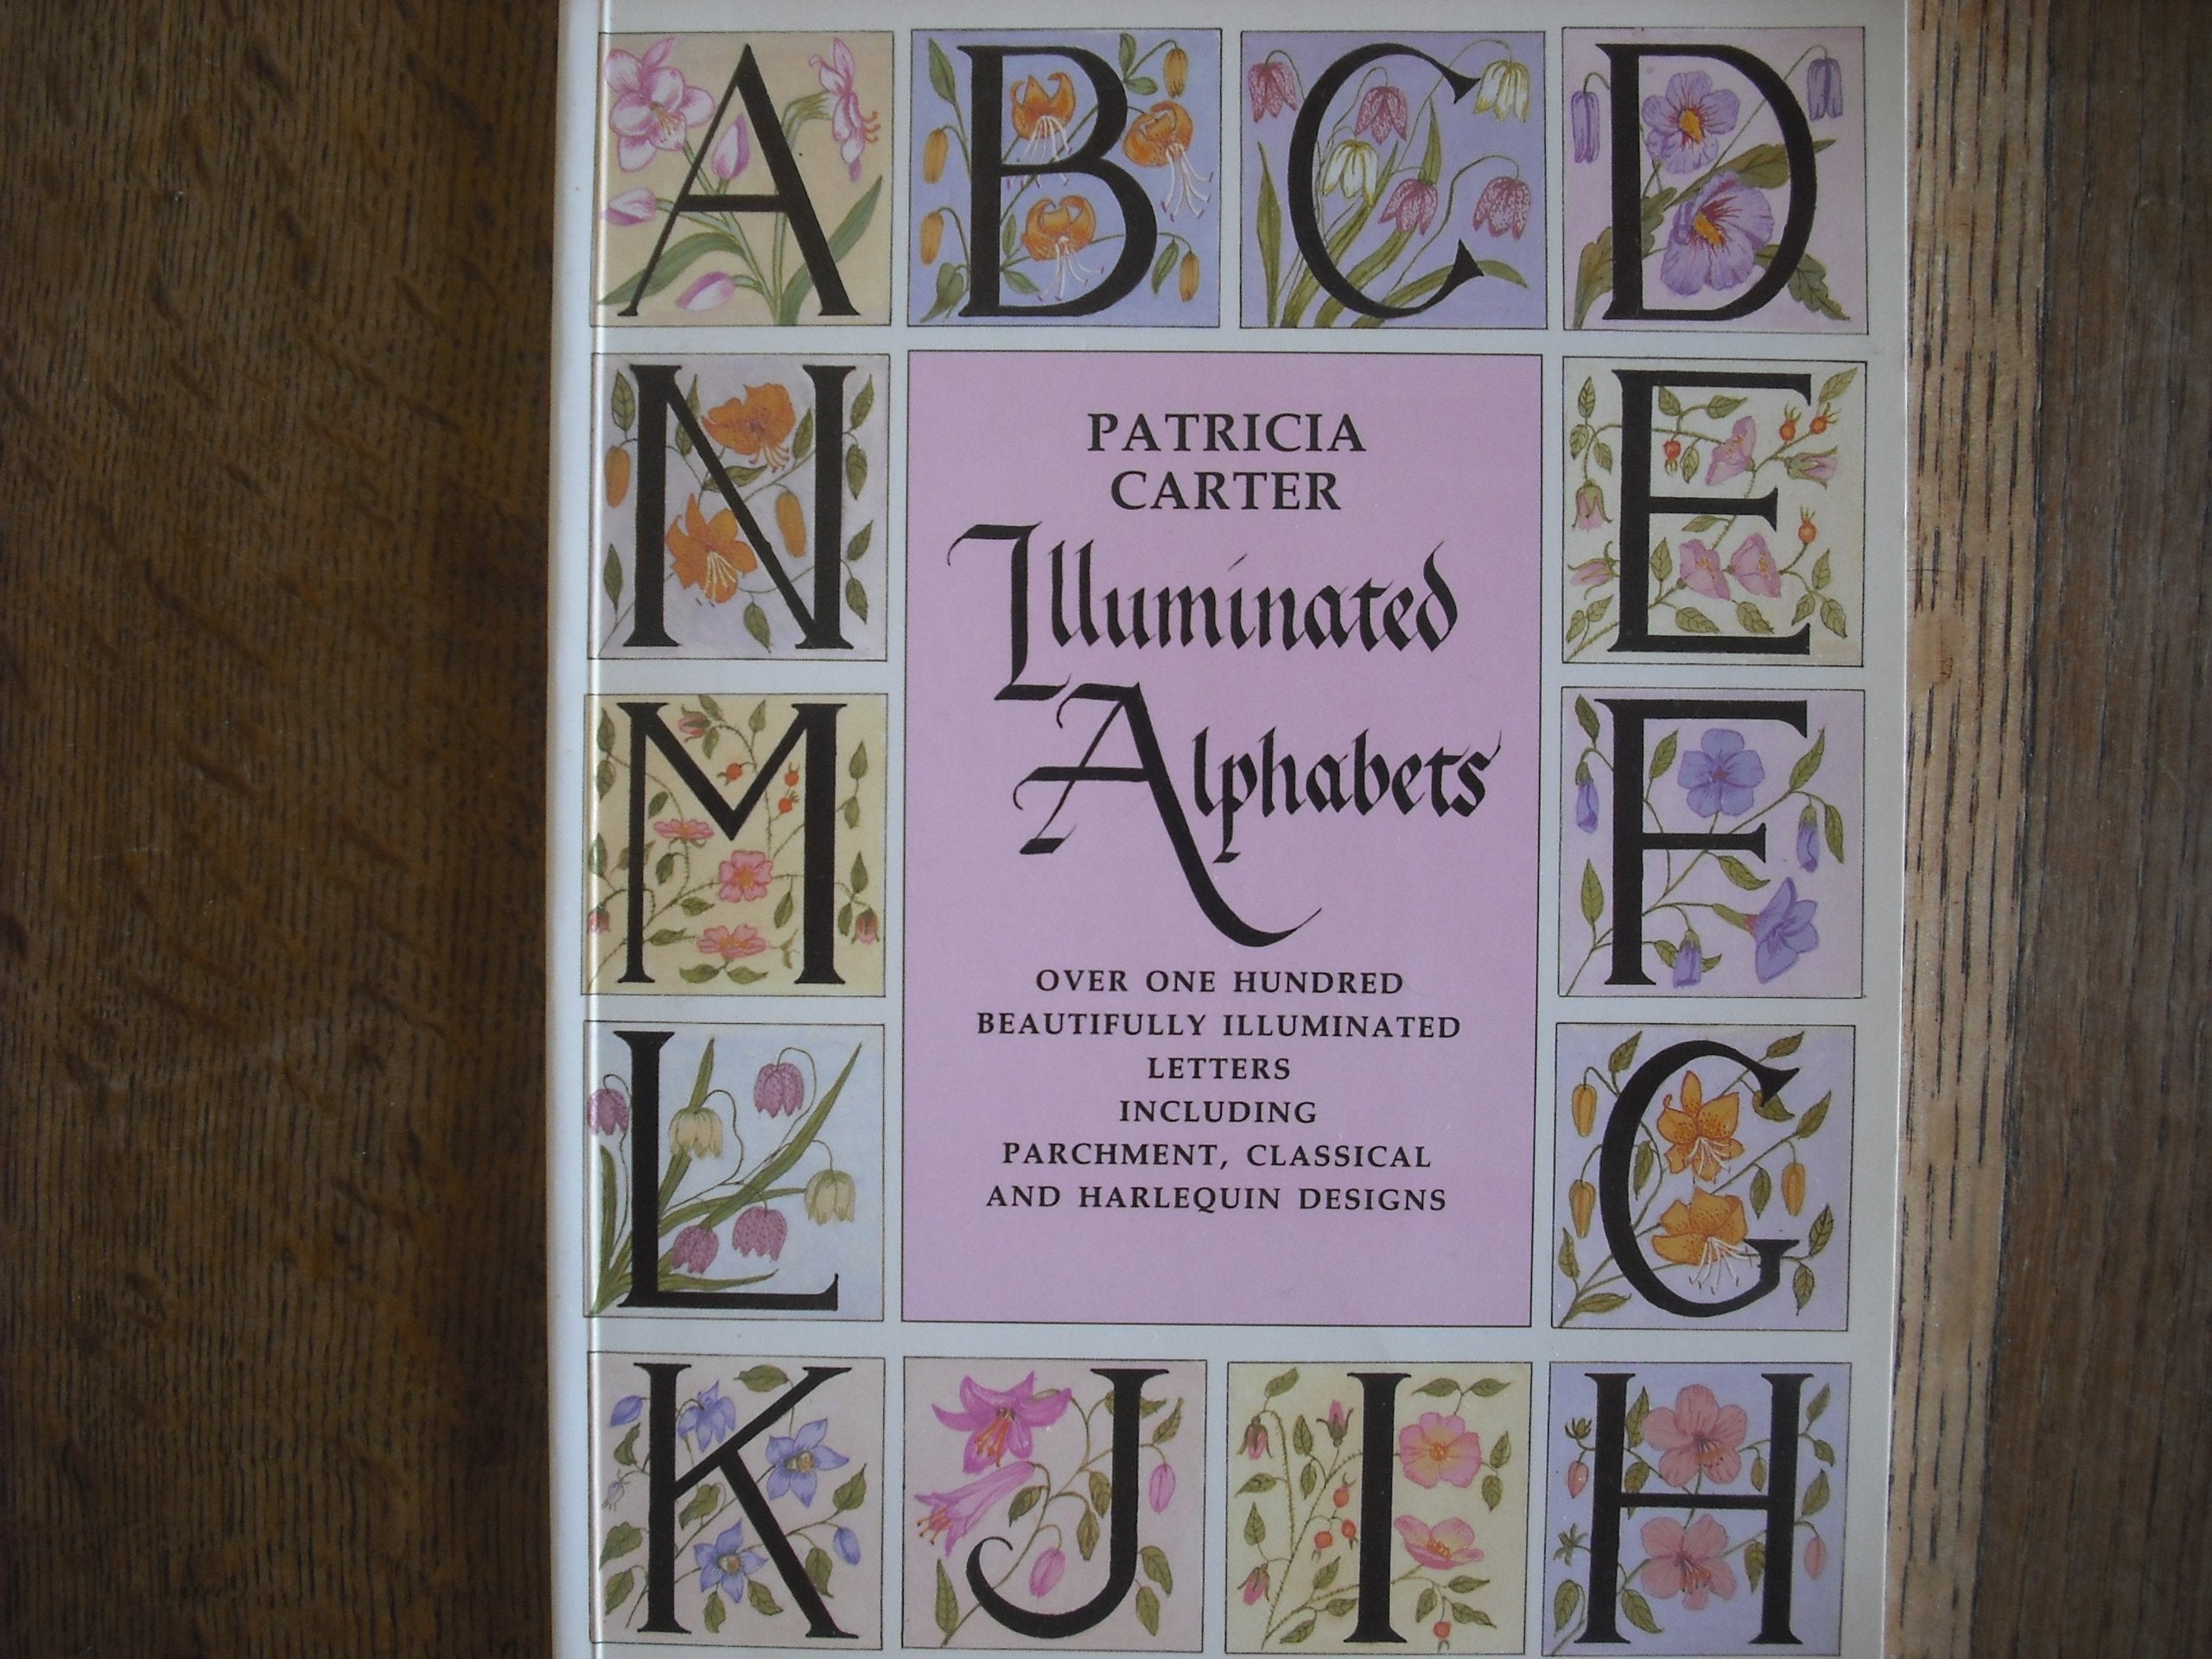 A B C D
N
PATRICIA
CARTER
Illuminated
Alphabets
OVER ONE HUNDRED
BEAUTIFULLY ILLUMINATED
LETTERS
INCLUDING
PARCHMENT, CLASSICAL
AND HARLEQUIN DESIGNS
E
M
F
L
G
K J I H